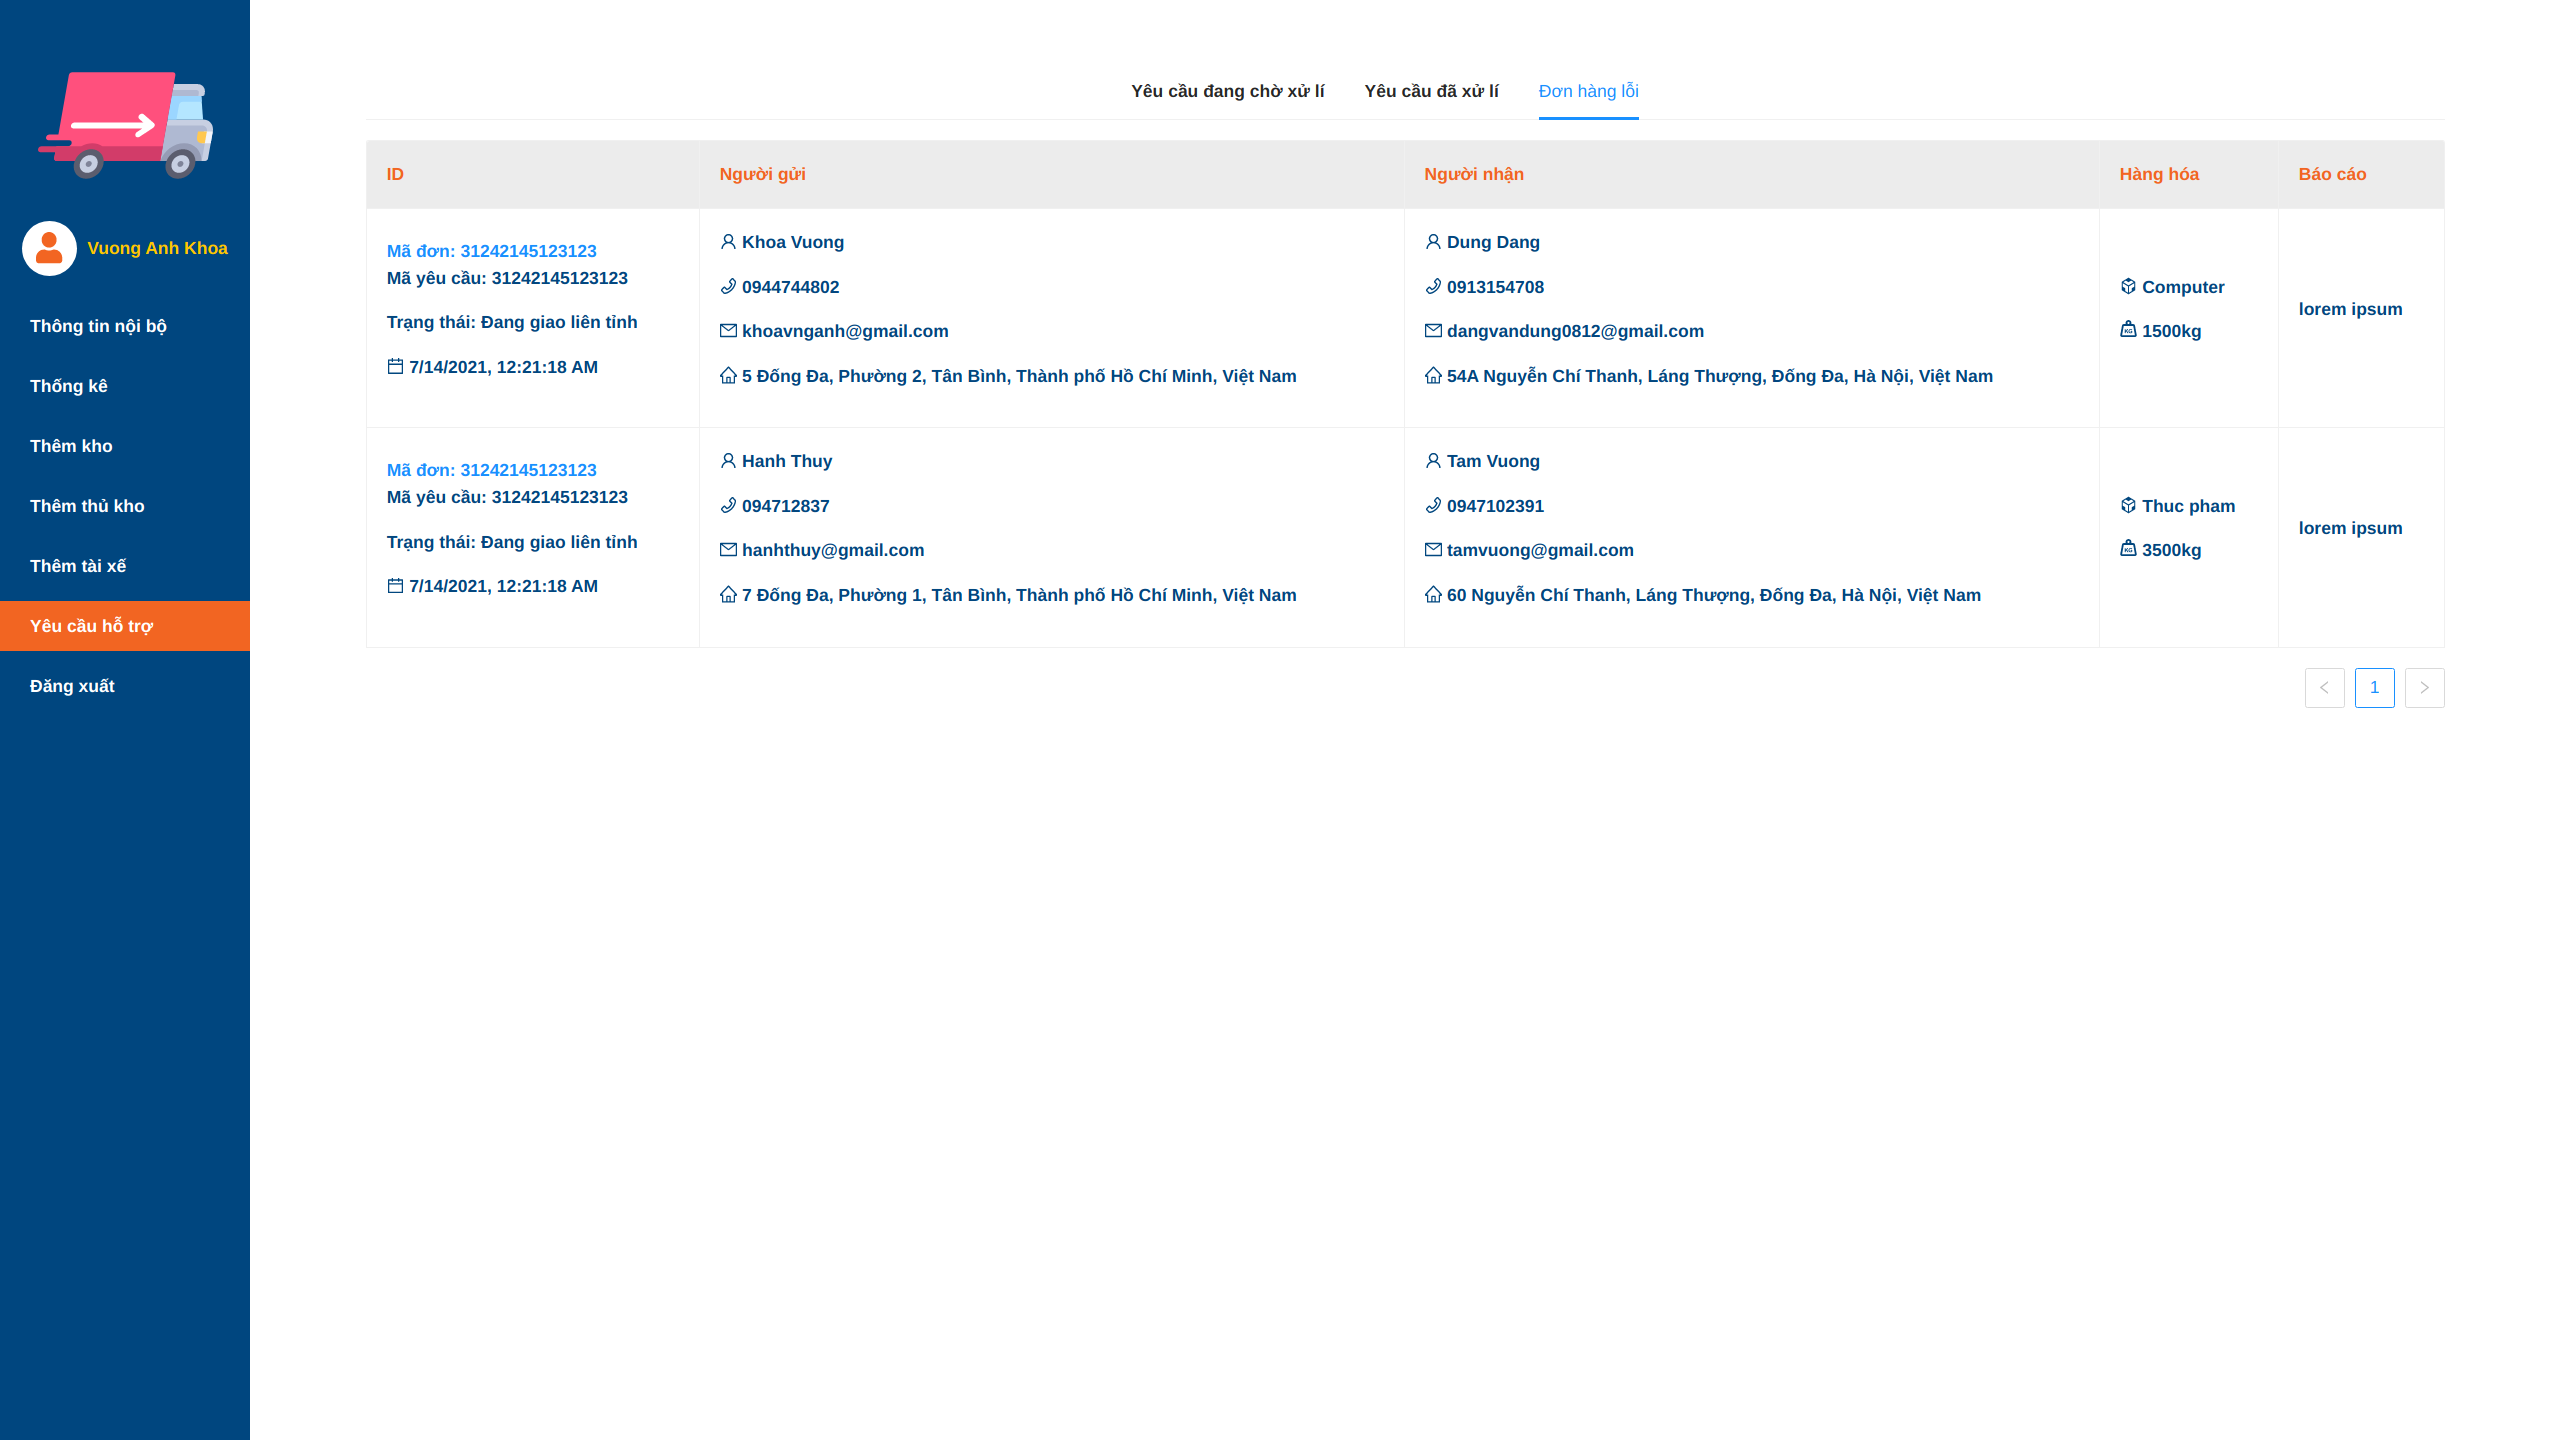 Vuong Anh Khoa
Thông tin nội bộ
Thống kê
Thêm kho
Thêm thủ kho
Thêm tài xế
Yêu cầu hỗ trợ
Đăng xuất
Yêu cầu đang chờ xử lí
Yêu cầu đã xử lí
Đơn hàng lỗi
ID
Người gửi
Người nhận
Hàng hóa
Báo cáo
Mã đơn: 31242145123123
Mã yêu cầu: 31242145123123
Trạng thái: Đang giao liên tỉnh
7/14/2021, 12:21:18 AM
Khoa Vuong
0944744802
khoavnganh@gmail.com
5 Đống Đa, Phường 2, Tân Bình, Thành phố Hồ Chí Minh, Việt Nam
Dung Dang
0913154708
dangvandung0812@gmail.com
54A Nguyễn Chí Thanh, Láng Thượng, Đống Đa, Hà Nội, Việt Nam
Computer
KG 1500kg
lorem ipsum
Mã đơn: 31242145123123
Mã yêu cầu: 31242145123123
Trạng thái: Đang giao liên tỉnh
7/14/2021, 12:21:18 AM
Hanh Thuy
094712837
hanhthuy@gmail.com
7 Đống Đa, Phường 1, Tân Bình, Thành phố Hồ Chí Minh, Việt Nam
Tam Vuong
0947102391
tamvuong@gmail.com
60 Nguyễn Chí Thanh, Láng Thượng, Đống Đa, Hà Nội, Việt Nam
Thuc pham
KG 3500kg
lorem ipsum
1